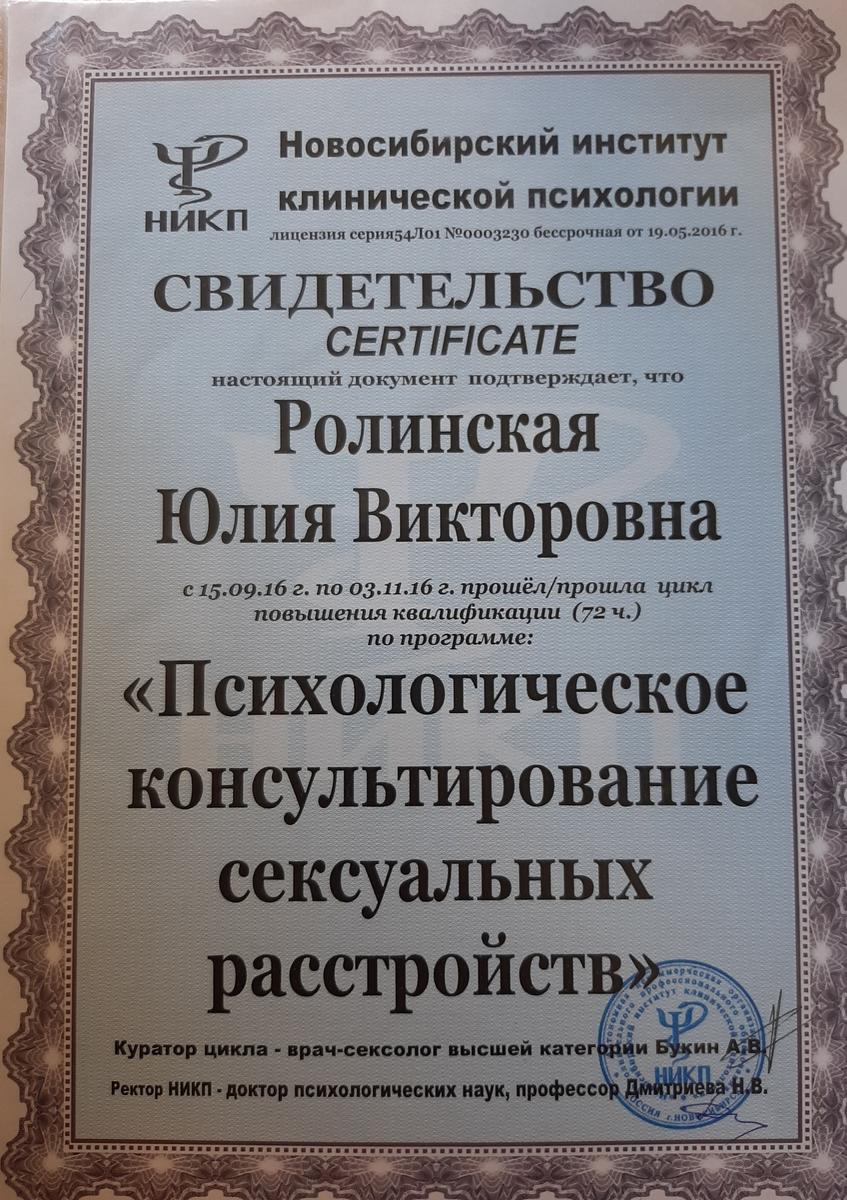 Новосибирский институт
клинической психологии
НИКП
лицензия серия54Л01 №0003230 бессрочная от 19.05.2016 г.
СВИДЕТЕЛЬСТВО
CERTIFICATE
настоящий документ подтверждает, что
Ролинская
Юлия Викторовна
с 15.09.16 г. по 03.11.16 г. прошёл/прошла цикл
повышения квалификации (72 ч.)
по программе:
«Психологическое
консультирование
сексуальных
расстройств»
Куратор цикла - врач-сексолог высшей категории Букин А.В.
Ректор НИКП - доктор психологических наук, профессор Дмитриева Н.В.
НИКП